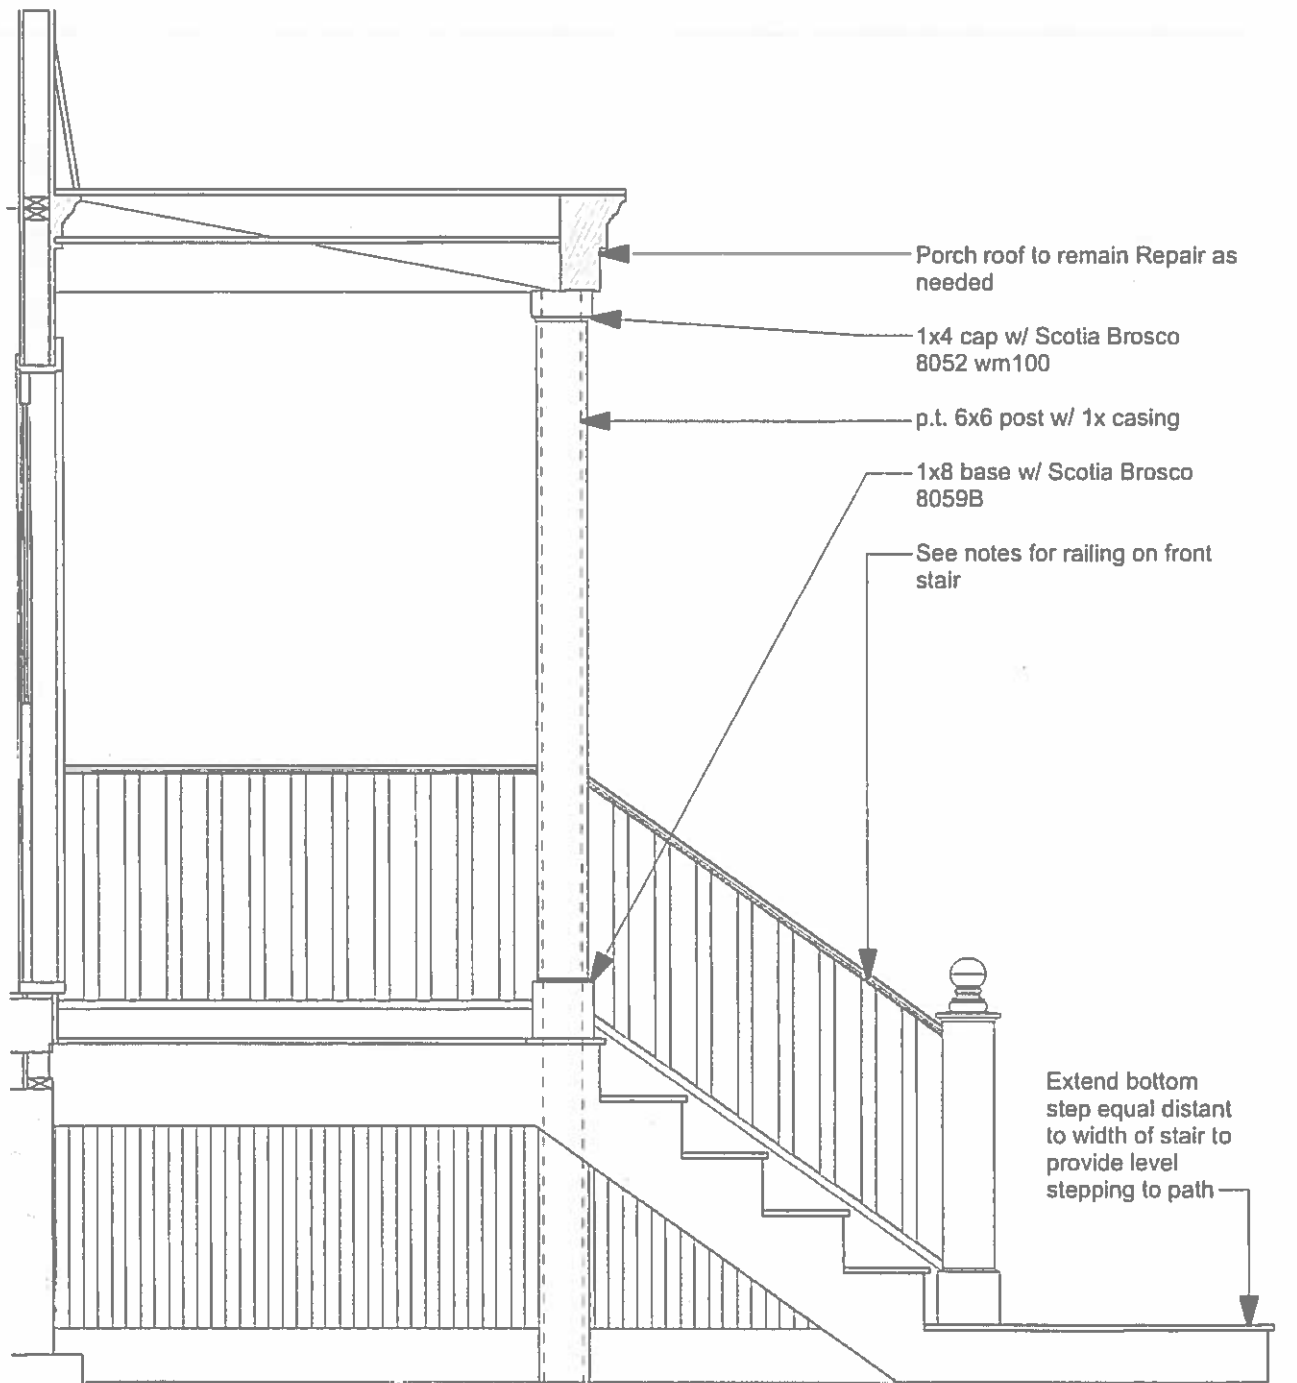 Porch roof to remain Repair as
needed
1x4 cap w/ Scotia Brosco
8052 wm100
p.t. 6x6 post w/ 1x casing
1x8 base w/ Scotia Brosco
8059B
See notes for railing on front
stair
Extend bottom
step equal distant
to width of stair to
provide level
stepping to path